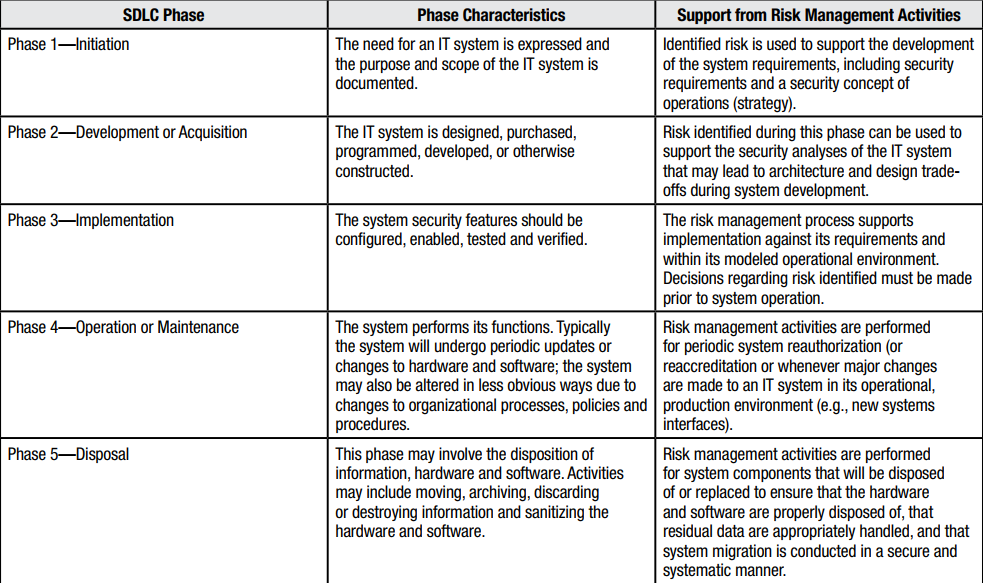 SDLC Phase
Phase Characteristics
Support from Risk Management Activities
Phase 1—Initiation
The need for an IT system is expressed and
the purpose and scope of the IT system is
documented.
Identified risk is used to support the development
of the system requirements, including security
requirements and a security concept of
operations (strategy).
Phase 2—Development or Acquisition
The IT system is designed, purchased,
programmed, developed, or otherwise
constructed.
Risk identified during this phase can be used to
support the security analyses of the IT system
that may lead to architecture and design trade-
offs during system development.
Phase 3—Implementation
The system security features should be
configured, enabled, tested and verified.
The risk management process supports
implementation against its requirements and
within its modeled operational environment.
Decisions regarding risk identified must be made
prior to system operation.
Phase 4—Operation or Maintenance
The system performs its functions. Typically
the system will undergo periodic updates or
changes to hardware and software; the system
may also be altered in less obvious ways due to
changes to organizational processes, policies and
procedures.
Risk management activities are performed
for periodic system reauthorization (or
reaccreditation or whenever major changes
are made to an IT system in its operational,
production environment (e.g., new systems
interfaces).
Phase 5—Disposal
This phase may involve the disposition of
information, hardware and software. Activities
may include moving, archiving, discarding
or destroying information and sanitizing the
hardware and software.
Risk management activities are performed
for system components that will be disposed
of or replaced to ensure that the hardware
and software are properly disposed of, that
residual data are appropriately handled, and that
system migration is conducted in a secure and
systematic manner.